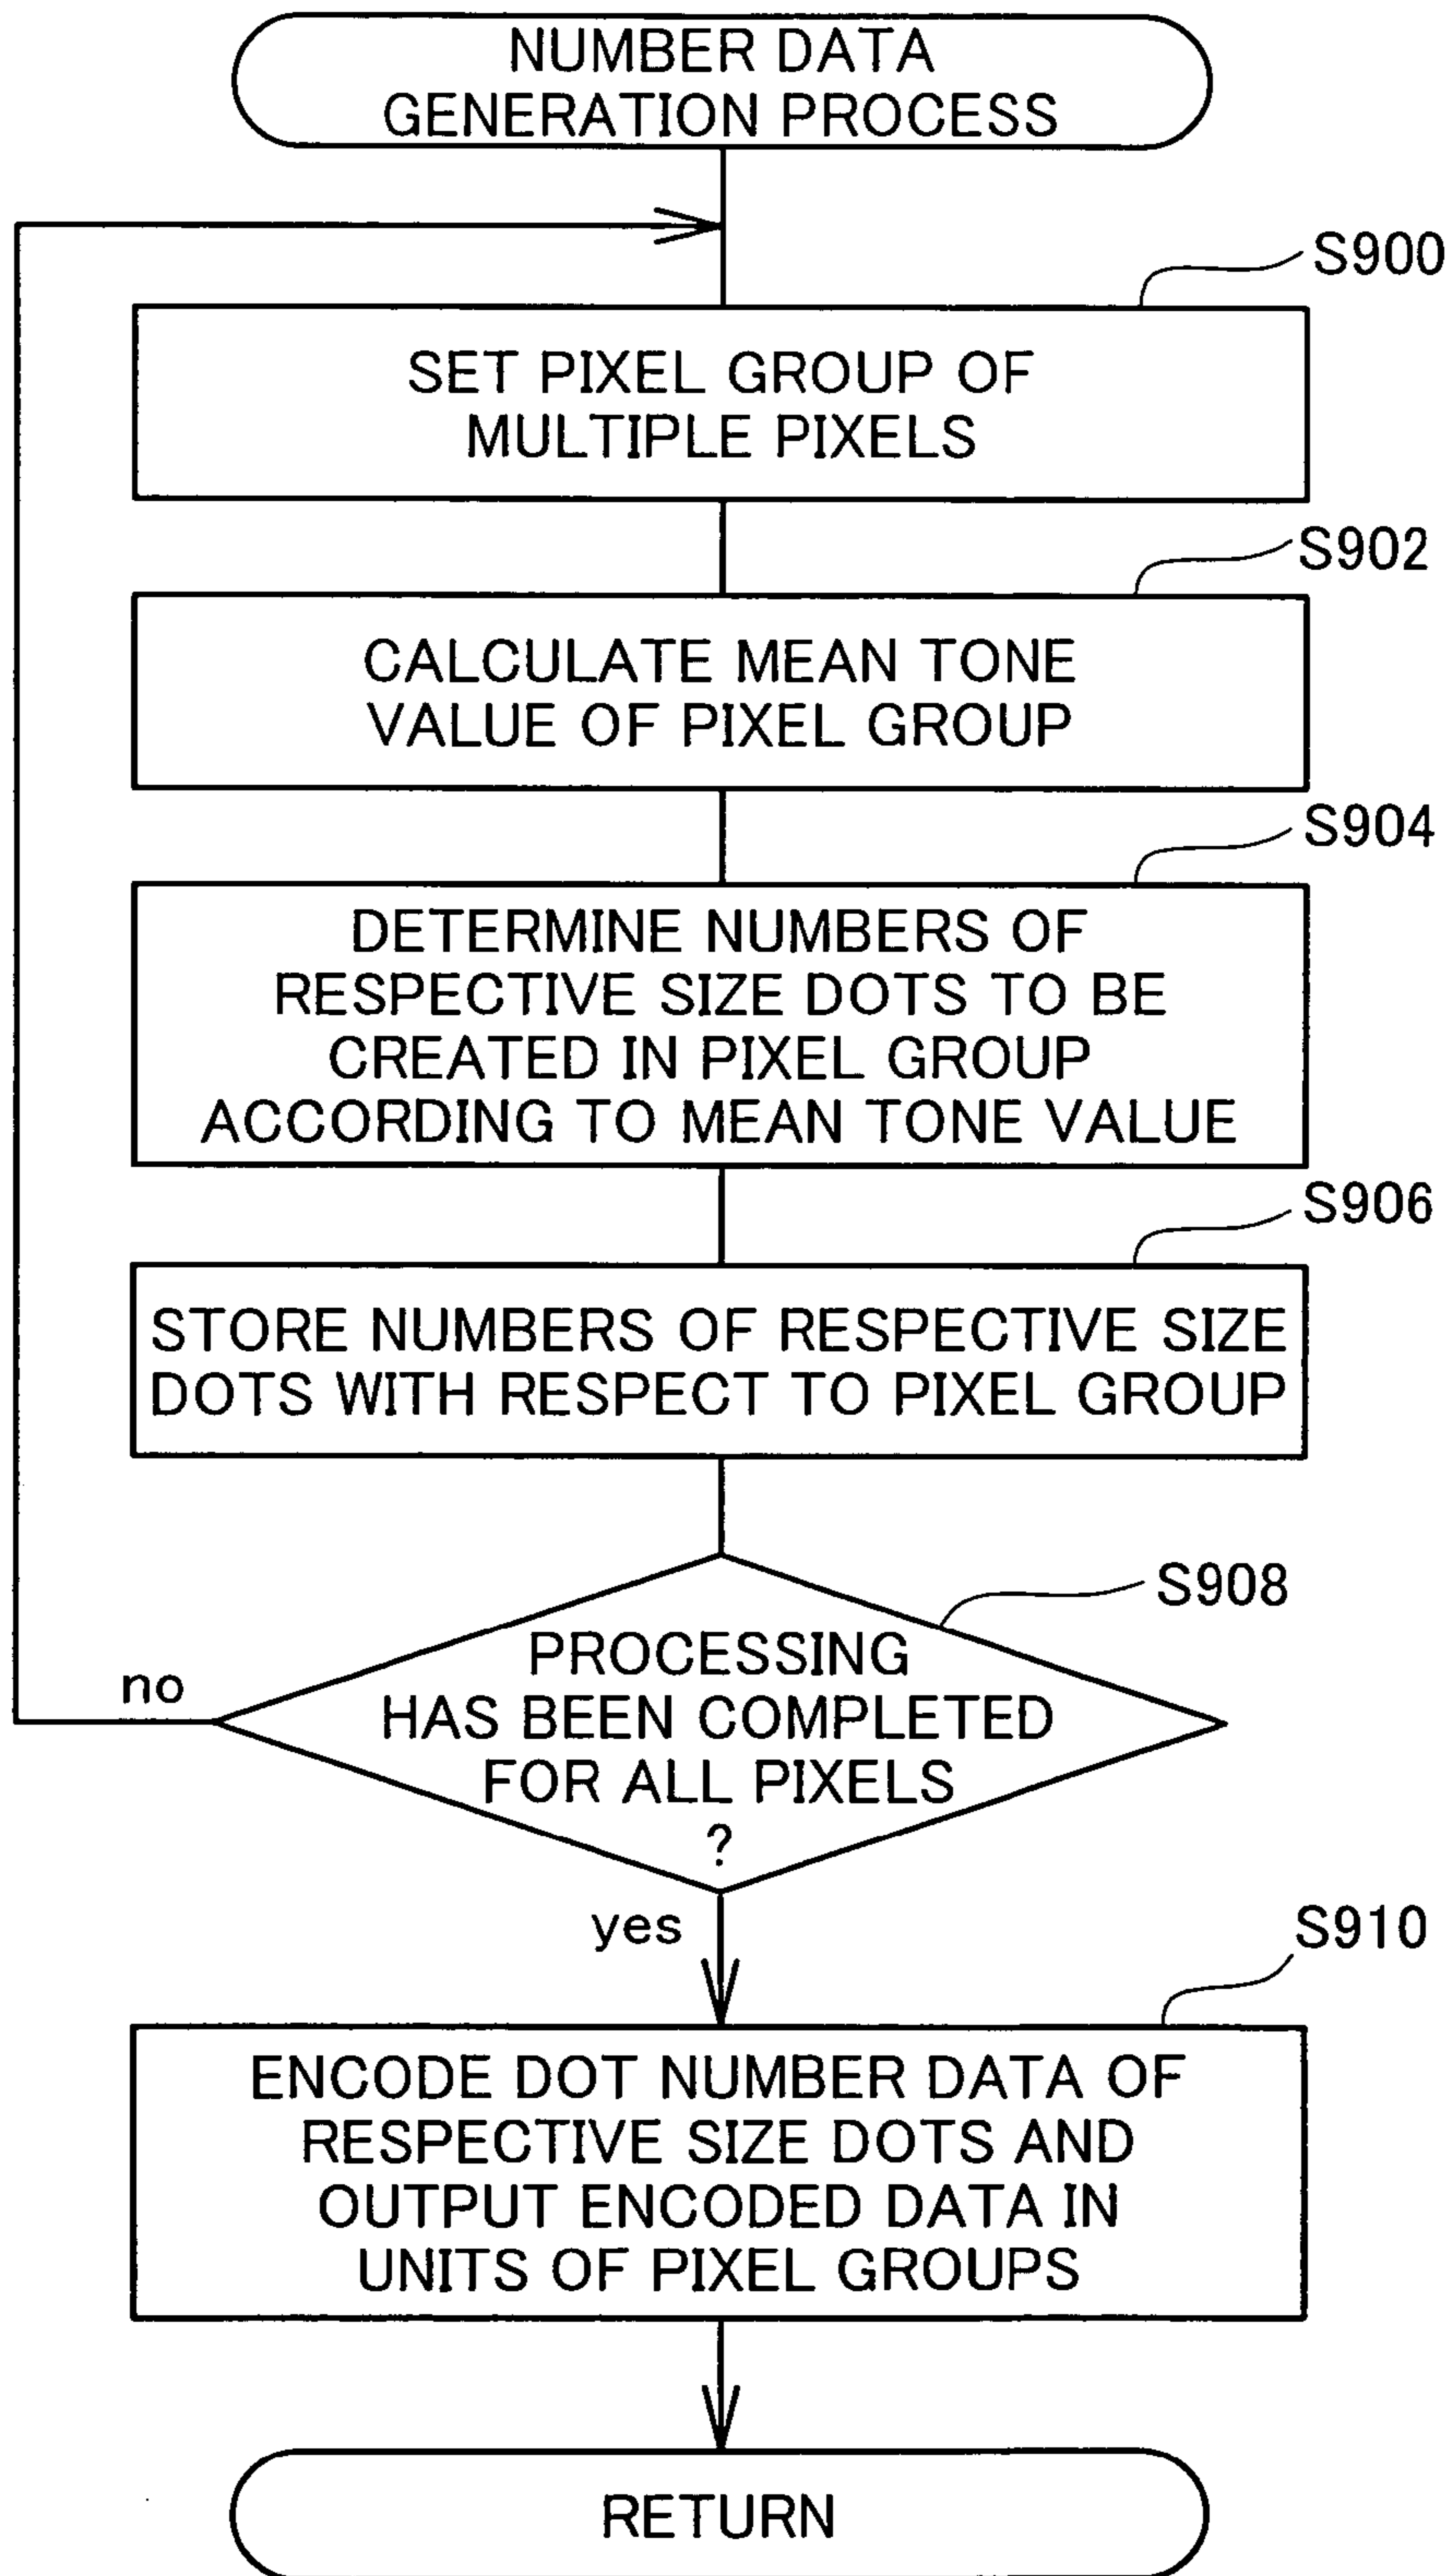 NUMBER DATA
GENERATION PROCESS
S900
SET PIXEL GROUP OF
MULTIPLE PIXELS
S902
CALCULATE MEAN TONE
VALUE OF PIXEL GROUP
S904
DETERMINE NUMBERS OF
RESPECTIVE SIZE DOTS TO BE
CREATED IN PIXEL GROUP
ACCORDING TO MEAN TONE VALUE
S906
STORE NUMBERS OF RESPECTIVE SIZE
DOTS WITH RESPECT TO PIXEL GROUP
S908
PROCESSING
HAS BEEN COMPLETED
FOR ALL PIXELS
?
no
yes
S910
ENCODE DOT NUMBER DATA OF
RESPECTIVE SIZE DOTS AND
OUTPUT ENCODED DATA IN
UNITS OF PIXEL GROUPS
RETURN